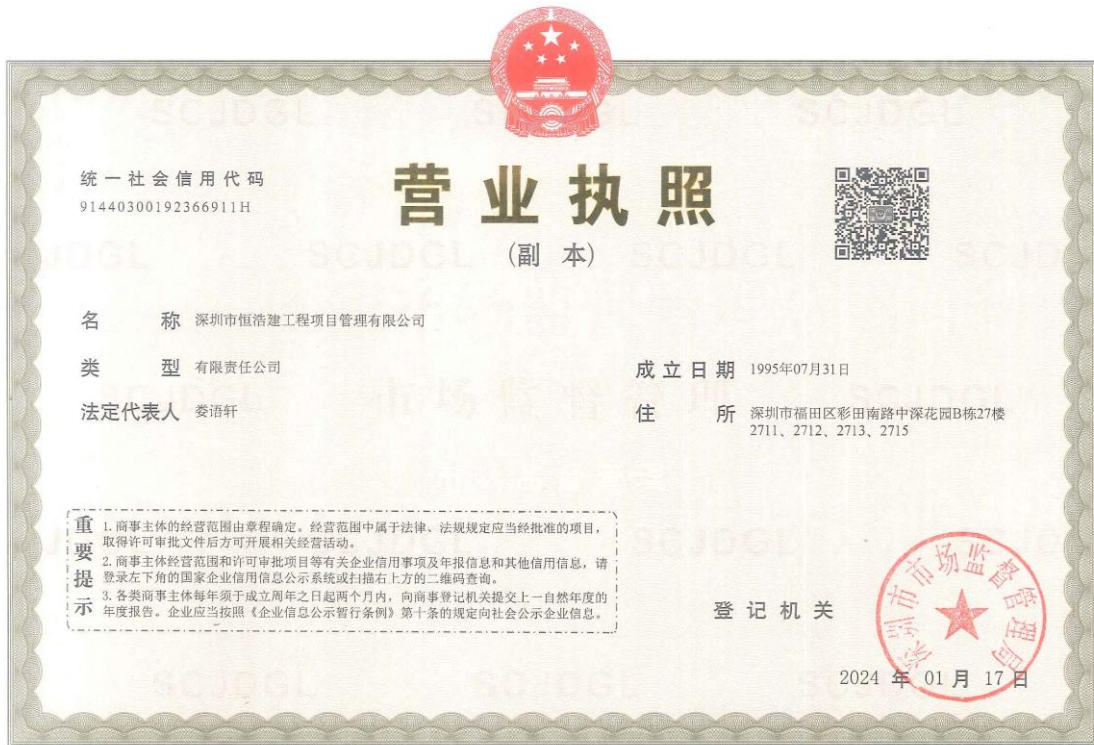 统一社会信用代码
91440300192366911H
营业执照
(副 本)
名 称 深圳市恒浩建工程项目管理有限公司
类 型 有限责任公司
法定代表人 娄语轩
成立日期 1995年07月31日
住 所 深圳市福田区彩田南路中深花园B栋27楼
2711、2712、2713、2715
重要提示
1. 商事主体的经营范围由章程确定。经营范围中属于法律、法规规定应当经批准的项目，
取得许可审批文件后方可开展相关经营活动。
2. 商事主体经营范围和许可审批项目等有关企业信用事项及年报信息和其他信用信息，请
登录左下角的国家企业信用信息公示系统或扫描右上方的二维码查询。
3. 各类商事主体每年须于成立周年之日起两个月内，向商事登记机关提交上一自然年度的
年度报告。企业应当按照《企业信息公示暂行条例》第十条的规定向社会公示企业信息。
登 记 机 关
深圳市市场监督管理局
2024 年 01 月 17 日
SCJDGL